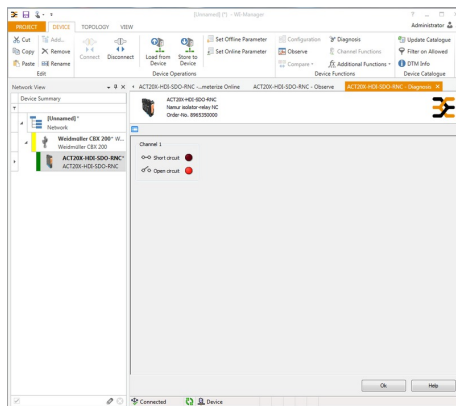 [Unnamed] (*) - WI-Manager
PROJECT DEVICE TOPOLOGY VIEW
Administrator
Cut
Copy
Paste
Add...
Remove
Rename
Edit
Connect
Disconnect
Load from Device
Store to Device
Set Offline Parameter
Set Online Parameter
Device Operations
Configuration
Observe
Compare
Diagnosis
Channel Functions
fx Additional Functions
Device Functions
Update Catalogue
Filter on Allowed
DTM Info
Device Catalogue
Network View
Device Summary
[Unnamed] *
Network
Weidmüller CBX 200* W...
Weidmüller CBX 200
ACT20X-HDI-SDO-RNC*
ACT20X-HDI-SDO-RNC
ACT20X-HDI-SDO-RNC -...meterize Online
ACT20X-HDI-SDO-RNC - Observe
ACT20X-HDI-SDO-RNC - Diagnosis
ACT20X-HDI-SDO-RNC
Namur isolator-relay NC
Order-No. 8965350000
Channel 1
Short circuit
Open circuit
Ok
Help
Connected
Device